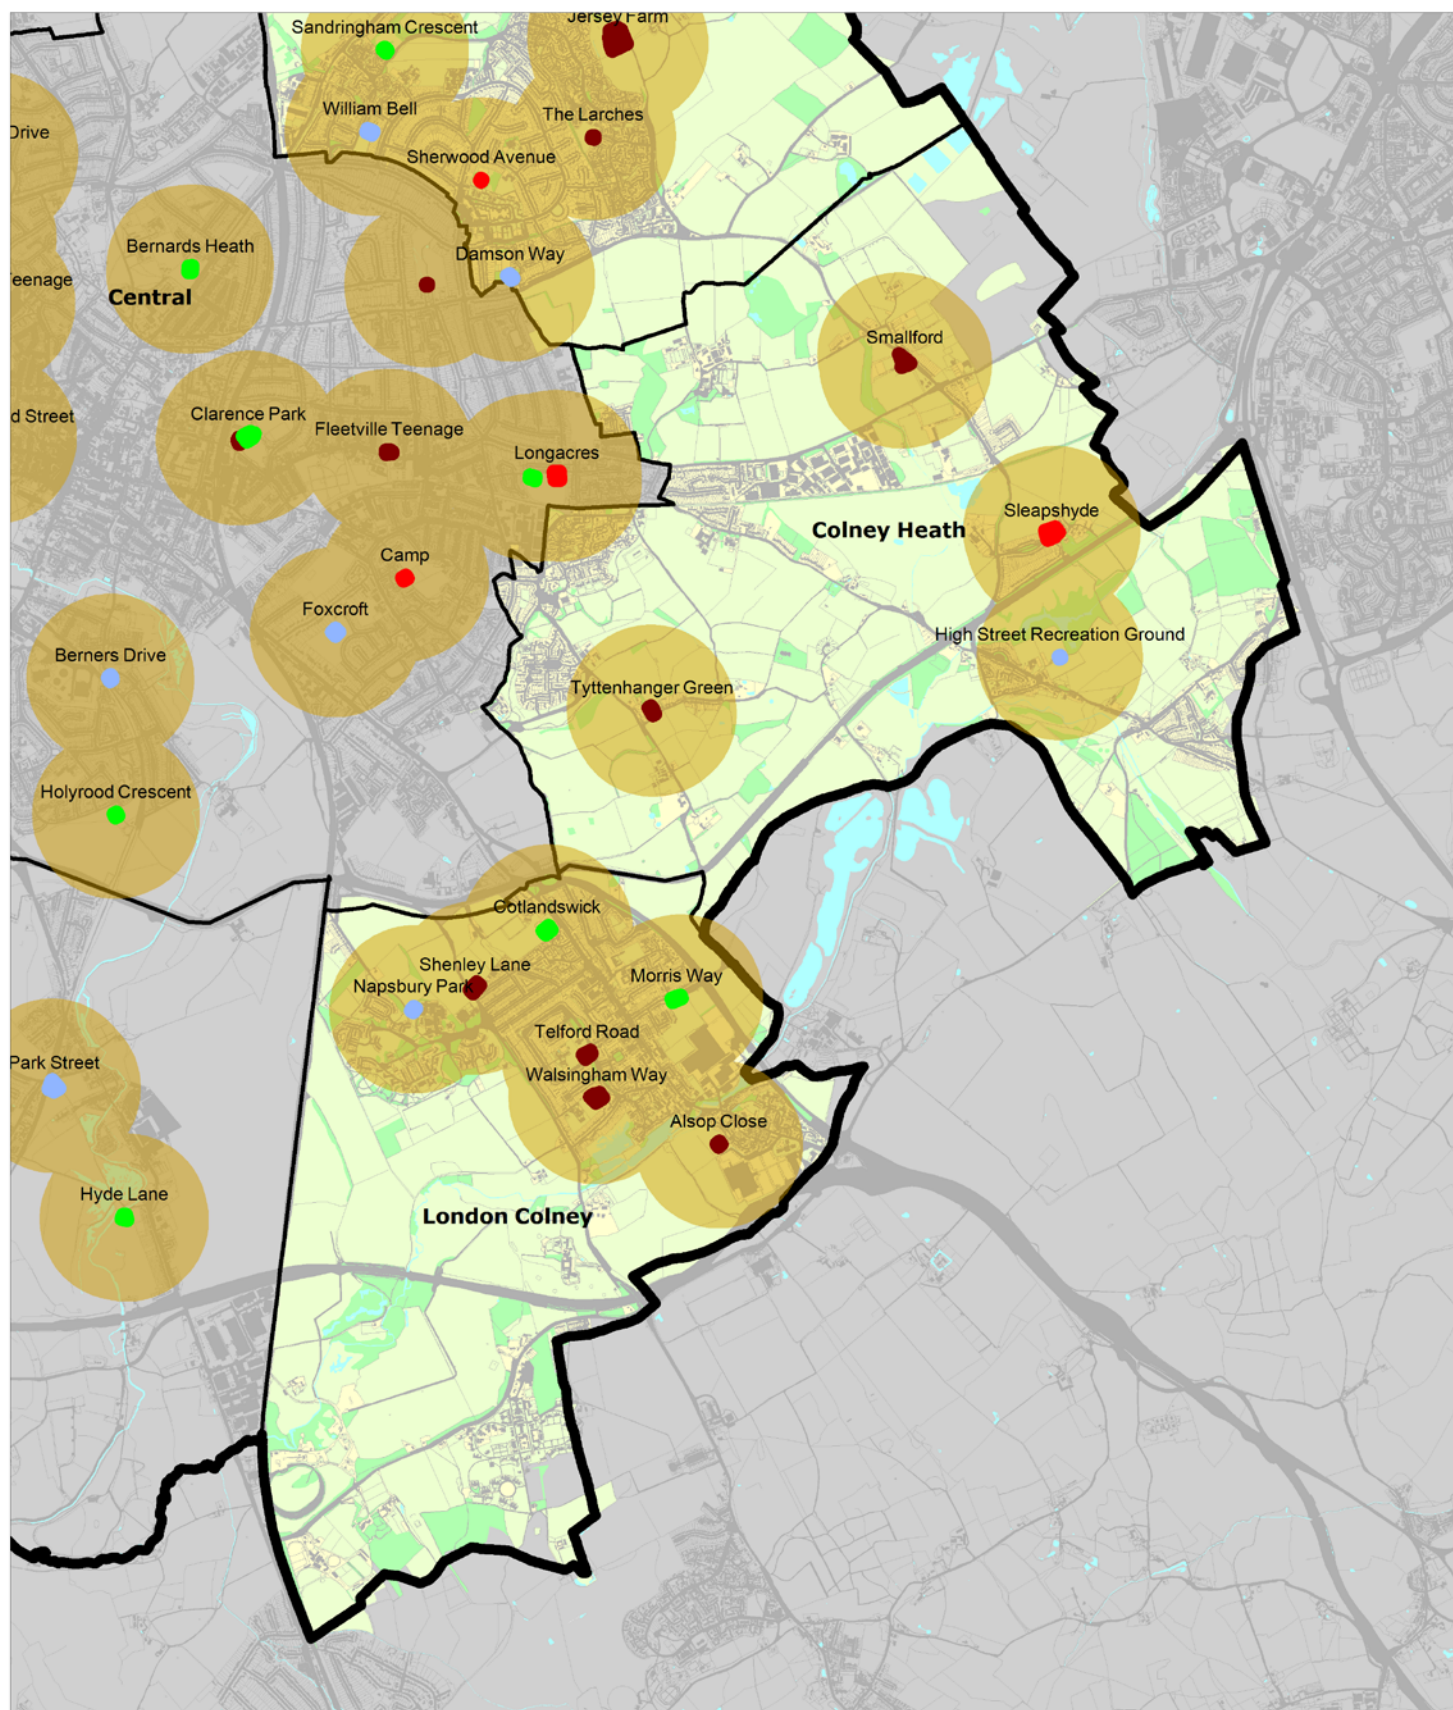 Jersey Farm
Sandringham Crescent
William Bell
The Larches
Drive
Sherwood Avenue
Bernards Heath
Damson Way
Teenage
Central
Smallford
Clarence Park
d Street
Fleetville Teenage
Longacres
Sleapshyde
Colney Heath
Camp
Foxcroft
High Street Recreation Ground
Berners Drive
Tyttenhanger Green
Holyrood Crescent
Cotlandswick
Shenley Lane
Morris Way
Napsbury Park
Telford Road
Park Street
Walsingham Way
Alsop Close
Hyde Lane
London Colney